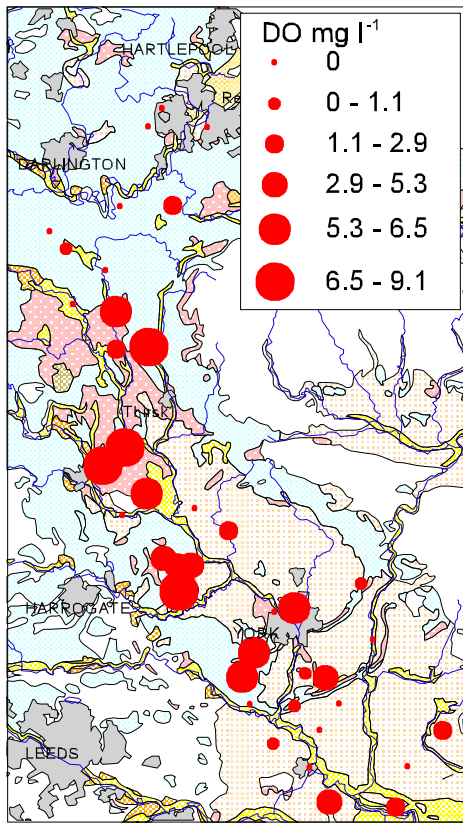 DO mg l⁻¹
0
0 - 1.1
1.1 - 2.9
2.9 - 5.3
5.3 - 6.5
6.5 - 9.1
HARTLEPOOL
Re
DARLINGTON
Thirsk
HARROGATE
YORK
LEEDS